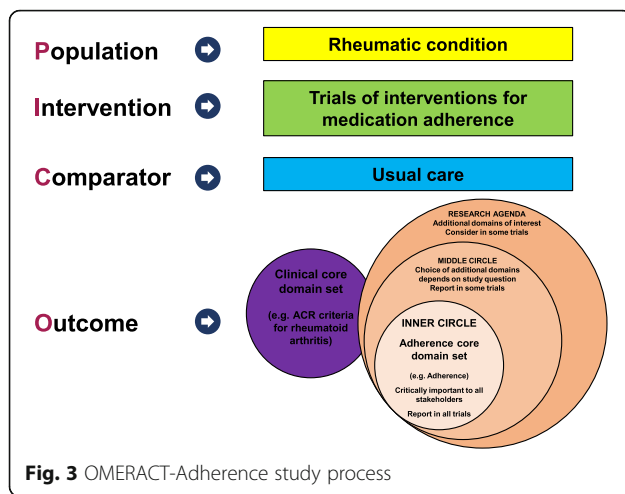 Population
Rheumatic condition
Intervention
Trials of interventions for
medication adherence
Comparator
Usual care
Outcome
Clinical core
domain set
(e.g. ACR criteria
for rheumatoid
arthritis)
RESEARCH AGENDA
Additional domains of interest
Consider in some trials
MIDDLE CIRCLE
Choice of additional domains
depends on study question
Report in some trials
INNER CIRCLE
Adherence core
domain set
(e.g. Adherence)
Critically important to all
stakeholders
Report in all trials
Fig. 3 OMERACT-Adherence study process